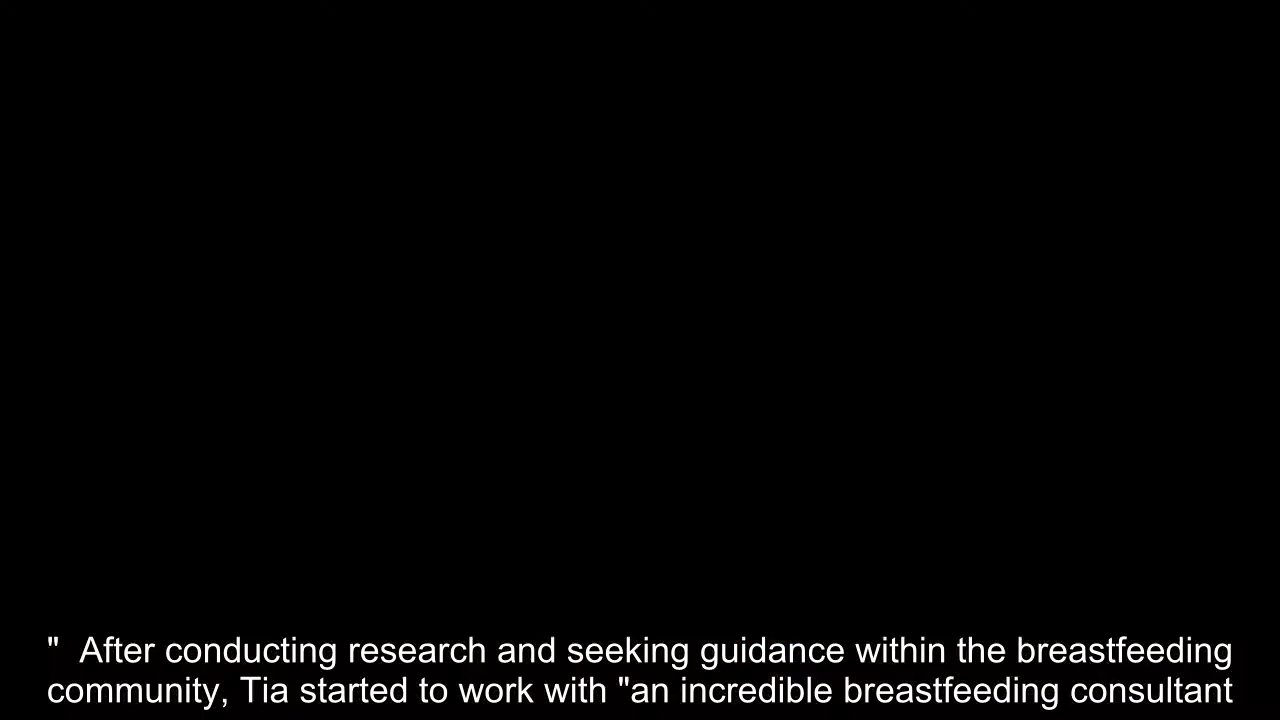 "  After conducting research and seeking guidance within the breastfeeding
community, Tia started to work with "an incredible breastfeeding consultant